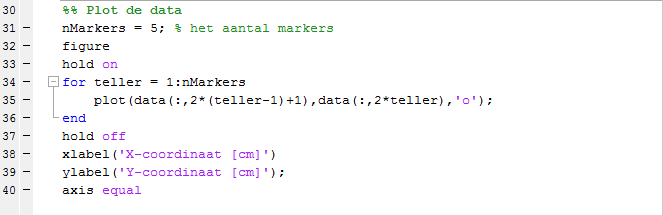 30 %% Plot de data
31 - nMarkers = 5; % het aantal markers
32 - figure
33 - hold on
34 - for teller = 1:nMarkers
35 - plot(data(:,2*(teller-1)+1),data(:,2*teller),'o');
36 - end
37 - hold off
38 - xlabel('X-coordinaat [cm]')
39 - ylabel('Y-coordinaat [cm]');
40 - axis equal